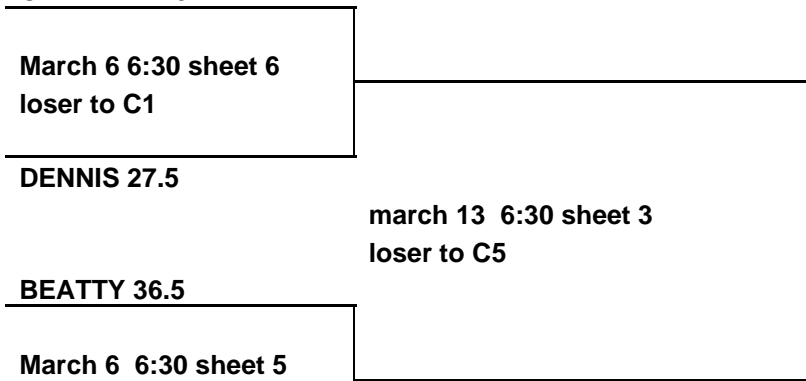 March 6 6:30 sheet 6
loser to C1
DENNIS 27.5
march 13 6:30 sheet 3
loser to C5
BEATTY 36.5
March 6 6:30 sheet 5